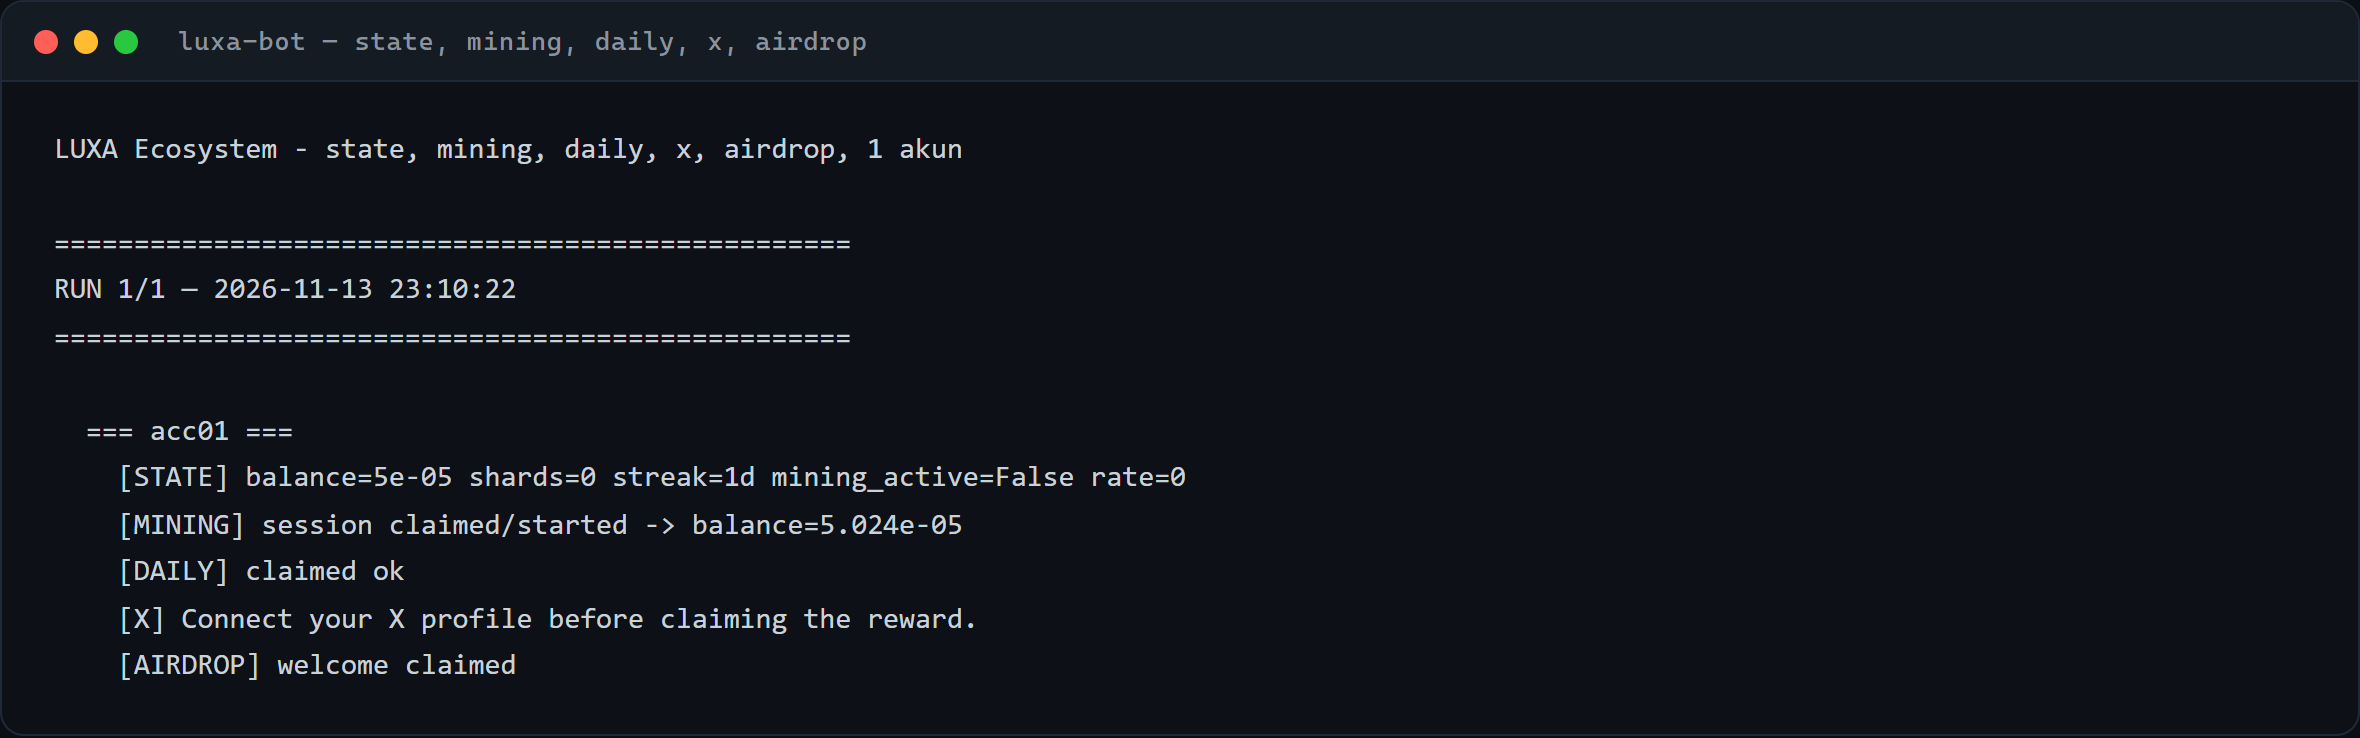 luxa-bot — state, mining, daily, x, airdrop
LUXA Ecosystem - state, mining, daily, x, airdrop, 1 akun
==================================================
RUN 1/1 — 2026-11-13 23:10:22
==================================================
=== acc01 ===
[STATE] balance=5e-05 shards=0 streak=1d mining_active=False rate=0
[MINING] session claimed/started -> balance=5.024e-05
[DAILY] claimed ok
[X] Connect your X profile before claiming the reward.
[AIRDROP] welcome claimed